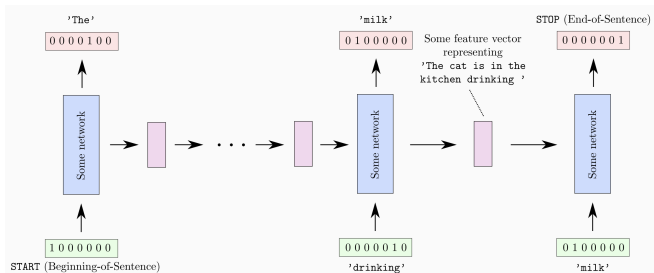 'The'
0 0 0 0 1 0 0
'milk'
0 1 0 0 0 0 0
STOP (End-of-Sentence)
0 0 0 0 0 0 1
Some feature vector
representing
'The cat is in the
kitchen drinking '
Some network
Some network
Some network
1 0 0 0 0 0 0
START (Beginning-of-Sentence)
0 0 0 0 0 1 0
'drinking'
0 1 0 0 0 0 0
'milk'